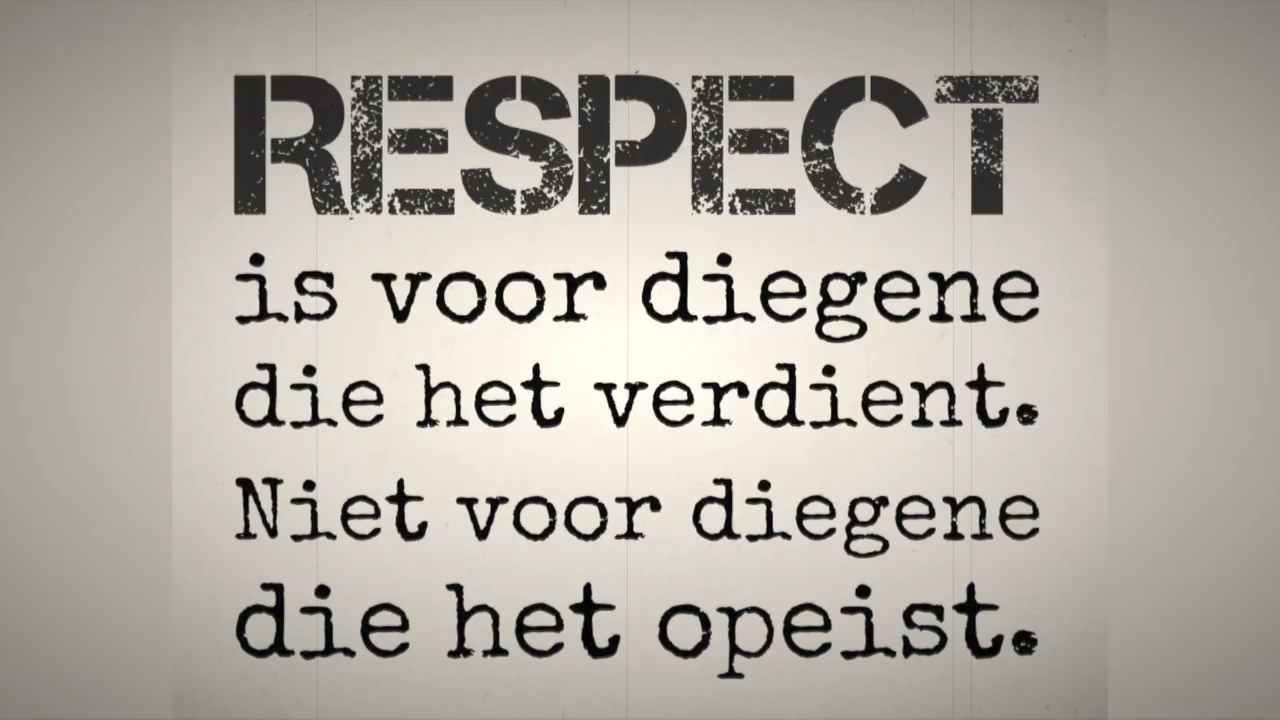 RESPECT
is voor diegene
die het verdient.
Niet voor diegene
die het opeist.